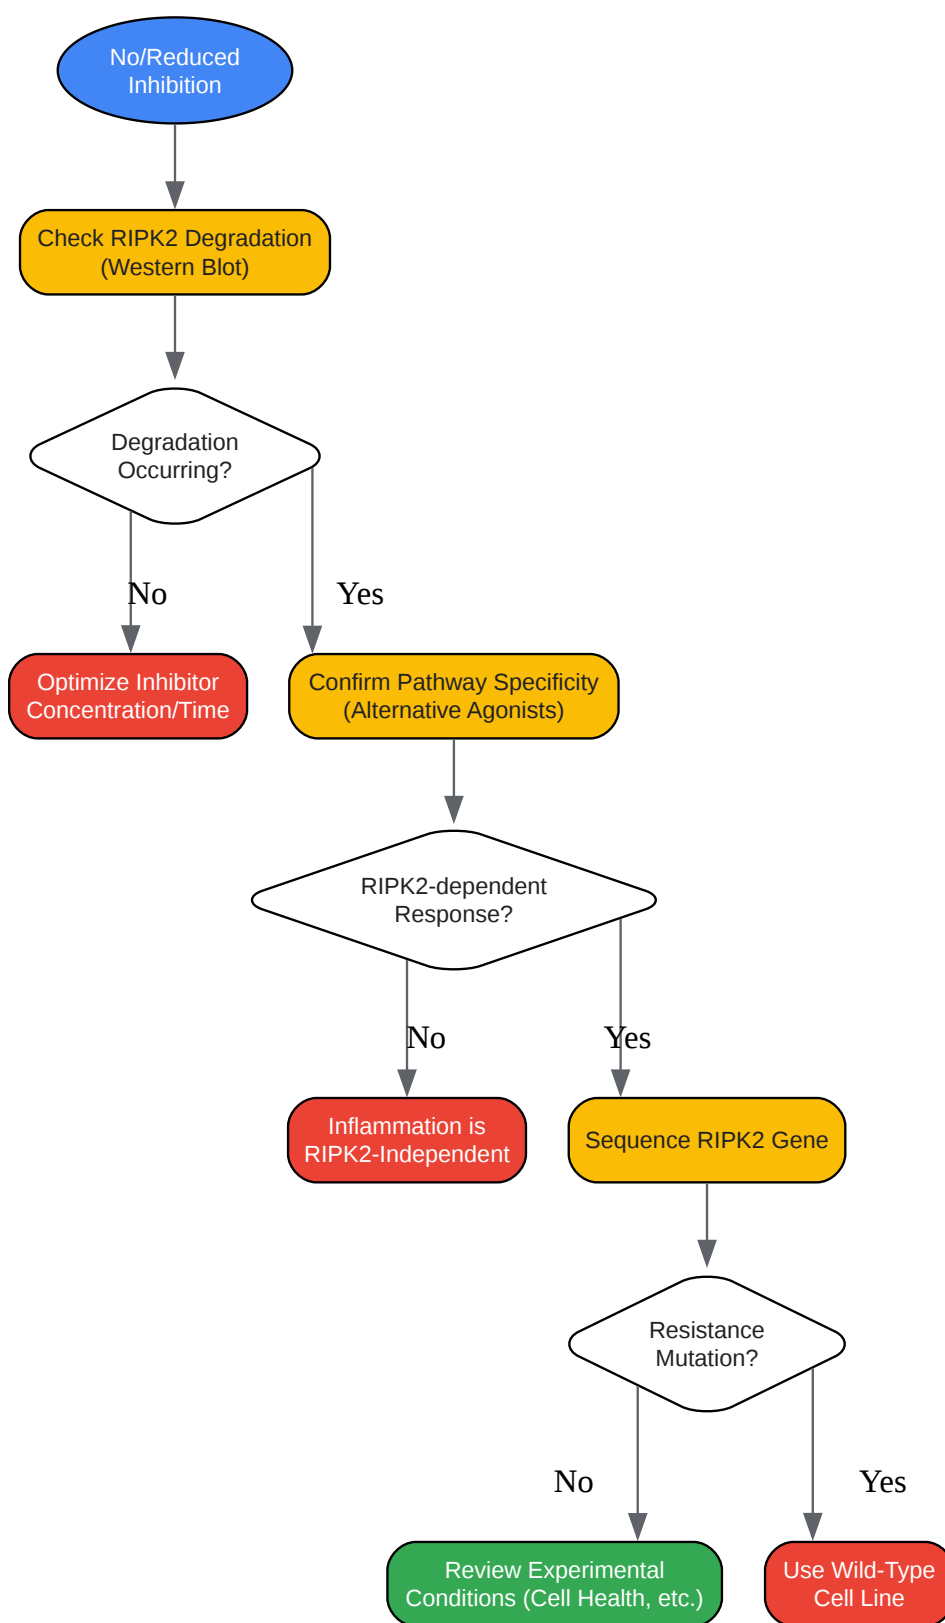 No/Reduced
Inhibition
Check RIPK2 Degradation
(Western Blot)
Degradation
Occurring?
No
Yes
Optimize Inhibitor
Concentration/Time
Confirm Pathway Specificity
(Alternative Agonists)
RIPK2-dependent
Response?
No
Yes
Inflammation is
RIPK2-Independent
Sequence RIPK2 Gene
Resistance
Mutation?
No
Yes
Review Experimental
Conditions (Cell Health, etc.)
Use Wild-Type
Cell Line